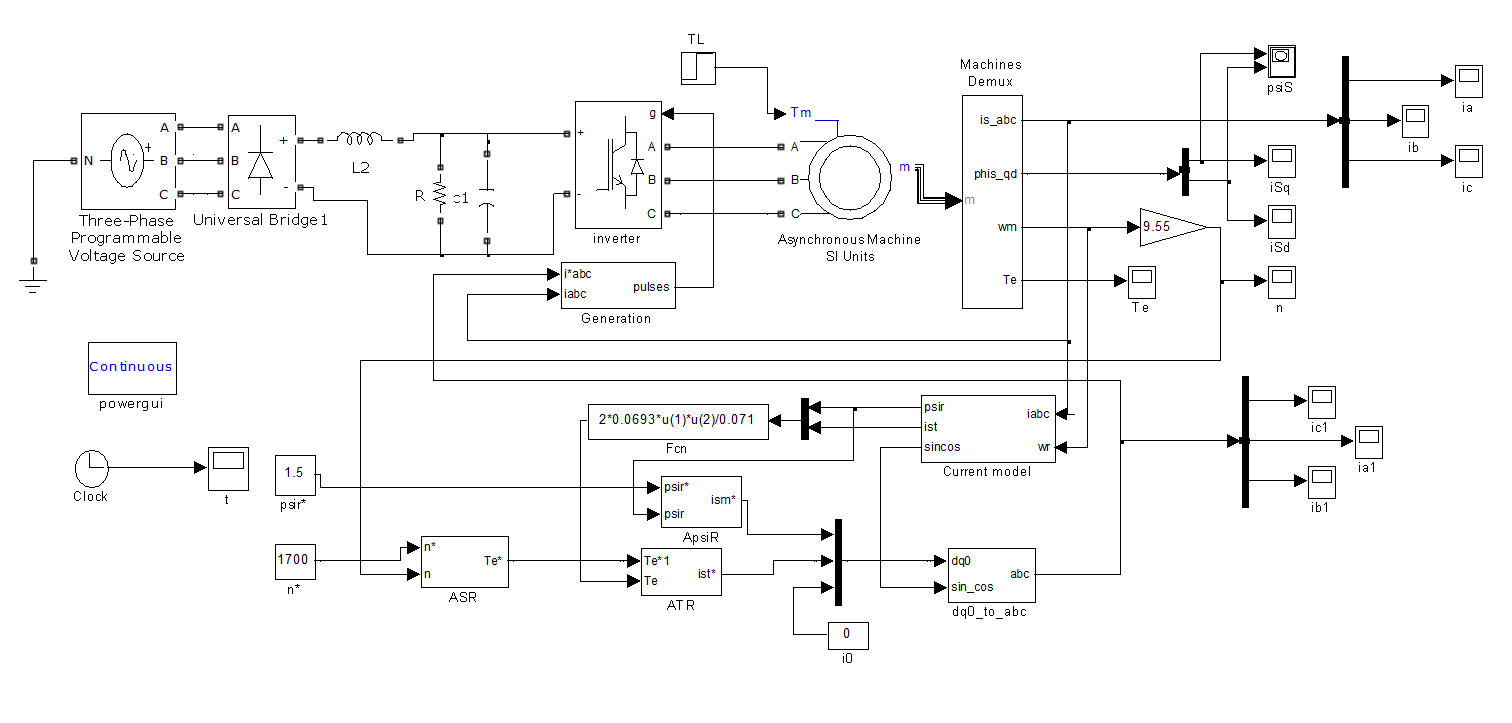 TL
Machines
Demux
psiS
ia
A
A
N
+
B
B
C
C
+
-
L2
R
c1
+
-
g
A
B
C
Tm
A
B
C
m
m
is_abc
phis_qd
wm
Te
ib
iSq
ic
iSd
9.55
n
Te
Three-Phase
Programmable
Voltage Source
Universal Bridge1
inverter
Asynchronous Machine
SI Units
i*abc
iabc
pulses
Generation
Continuous
powergui
2*0.0693*u(1)*u(2)/0.071
Fcn
psir
ist
sincos
iabc
wr
Current model
ic1
ia1
ib1
Clock
t
1.5
psir*
psir*
psir
ism*
ApsiR
1700
n*
n*
n
Te*
ASR
Te*1
Te
ist*
ATR
dq0
sin_cos
abc
dq0_to_abc
0
i0